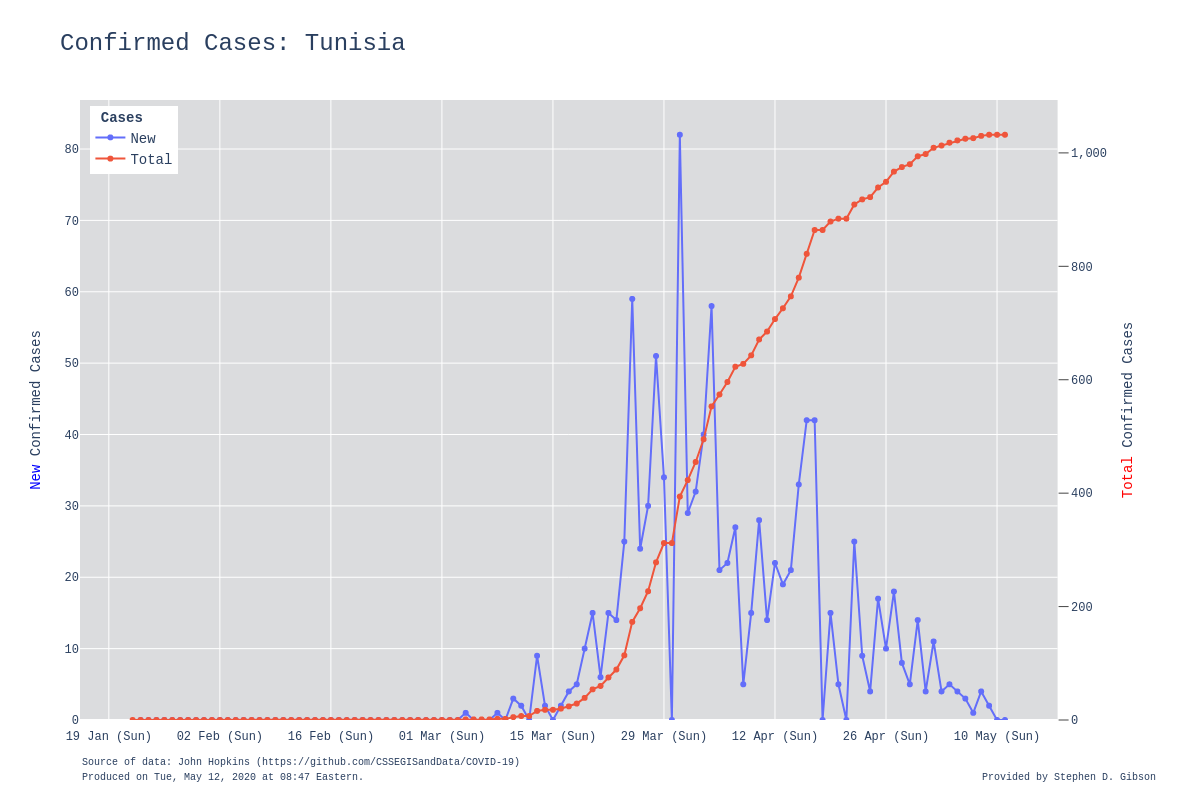 Confirmed Cases: Tunisia
Cases
New
Total
80
70
60
50
40
30
20
10
0
New Confirmed Cases
1,000
800
600
400
200
0
Total Confirmed Cases
19 Jan (Sun) 02 Feb (Sun) 16 Feb (Sun) 01 Mar (Sun) 15 Mar (Sun) 29 Mar (Sun) 12 Apr (Sun) 26 Apr (Sun) 10 May (Sun)
Source of data: John Hopkins (https://github.com/CSSEGISandData/COVID-19)
Produced on Tue, May 12, 2020 at 08:47 Eastern.
Provided by Stephen D. Gibson